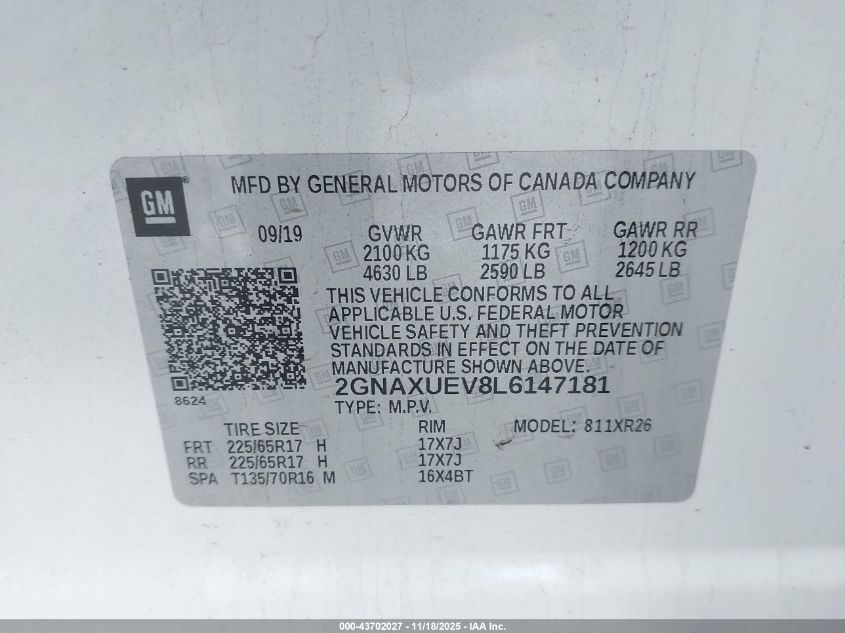 GM
MFD BY GENERAL MOTORS OF CANADA COMPANY
09/19 GVWR GAWR FRT GAWR RR
2100 KG 1175 KG 1200 KG
4630 LB 2590 LB 2645 LB
THIS VEHICLE CONFORMS TO ALL
APPLICABLE U.S. FEDERAL MOTOR
VEHICLE SAFETY AND THEFT PREVENTION
STANDARDS IN EFFECT ON THE DATE OF
MANUFACTURE SHOWN ABOVE.
2GNAXUEV8L6147181
8624 TYPE: M.P.V.
TIRE SIZE RIM MODEL: 811XR26
FRT 225/65R17 H 17X7J
RR 225/65R17 H 17X7J
SPA T135/70R16 M 16X4BT
000-43702027 - 11/18/2025 - IAA Inc.